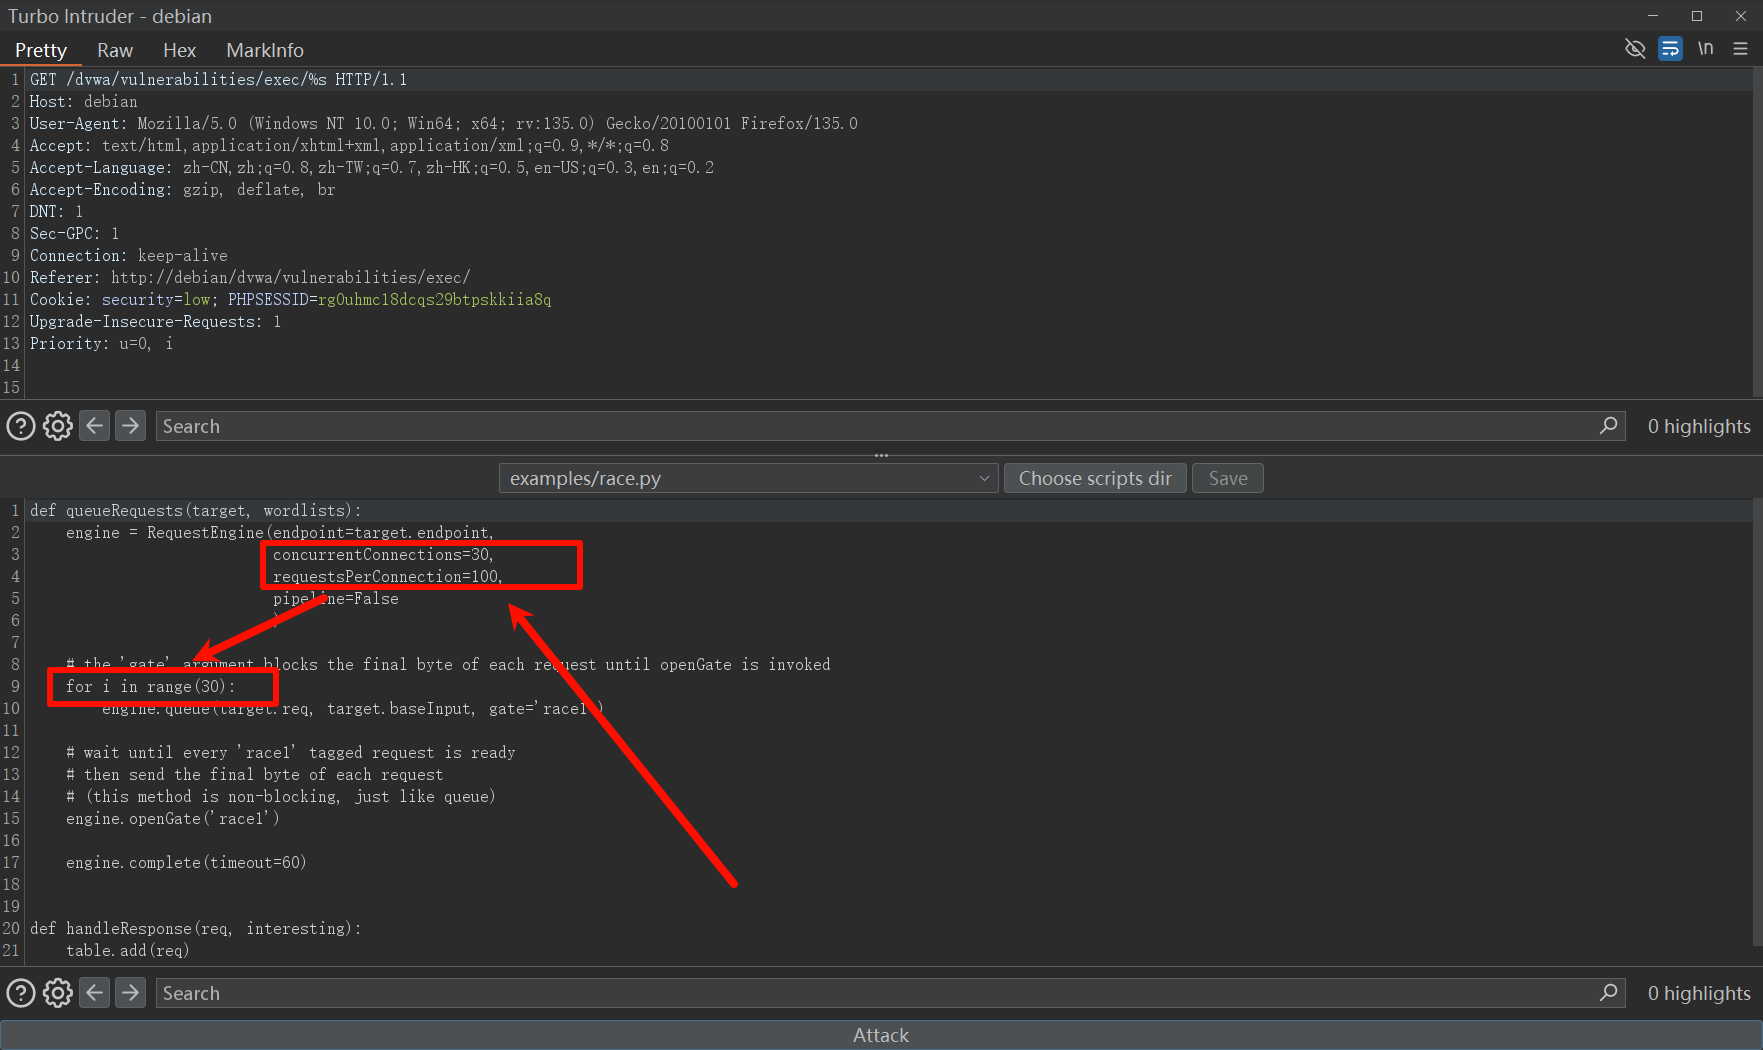 Turbo Intruder - debian
Pretty Raw Hex MarkInfo
\n
1 GET /dvwa/vulnerabilities/exec/%s HTTP/1.1
2 Host: debian
3 User-Agent: Mozilla/5.0 (Windows NT 10.0; Win64; x64; rv:135.0) Gecko/20100101 Firefox/135.0
4 Accept: text/html,application/xhtml+xml,application/xml;q=0.9,*/*;q=0.8
5 Accept-Language: zh-CN,zh;q=0.8,zh-TW;q=0.7,zh-HK;q=0.5,en-US;q=0.3,en;q=0.2
6 Accept-Encoding: gzip, deflate, br
7 DNT: 1
8 Sec-GPC: 1
9 Connection: keep-alive
10 Referer: http://debian/dvwa/vulnerabilities/exec/
11 Cookie: security=low; PHPSESSID=rg0uhmc18dcqs29btpskkiia8q
12 Upgrade-Insecure-Requests: 1
13 Priority: u=0, i
14
15
Search 0 highlights
examples/race.py Choose scripts dir Save
1 def queueRequests(target, wordlists):
2     engine = RequestEngine(endpoint=target.endpoint,
3                            concurrentConnections=30,
4                            requestsPerConnection=100,
5                            pipeline=False
6                            )
7
8     # the 'gate' argument blocks the final byte of each request until openGate is invoked
9     for i in range(30):
10         engine.queue(target.req, target.baseInput, gate='race1')
11
12     # wait until every 'race1' tagged request is ready
13     # then send the final byte of each request
14     # (this method is non-blocking, just like queue)
15     engine.openGate('race1')
16
17     engine.complete(timeout=60)
18
19
20 def handleResponse(req, interesting):
21     table.add(req)
Search 0 highlights
Attack